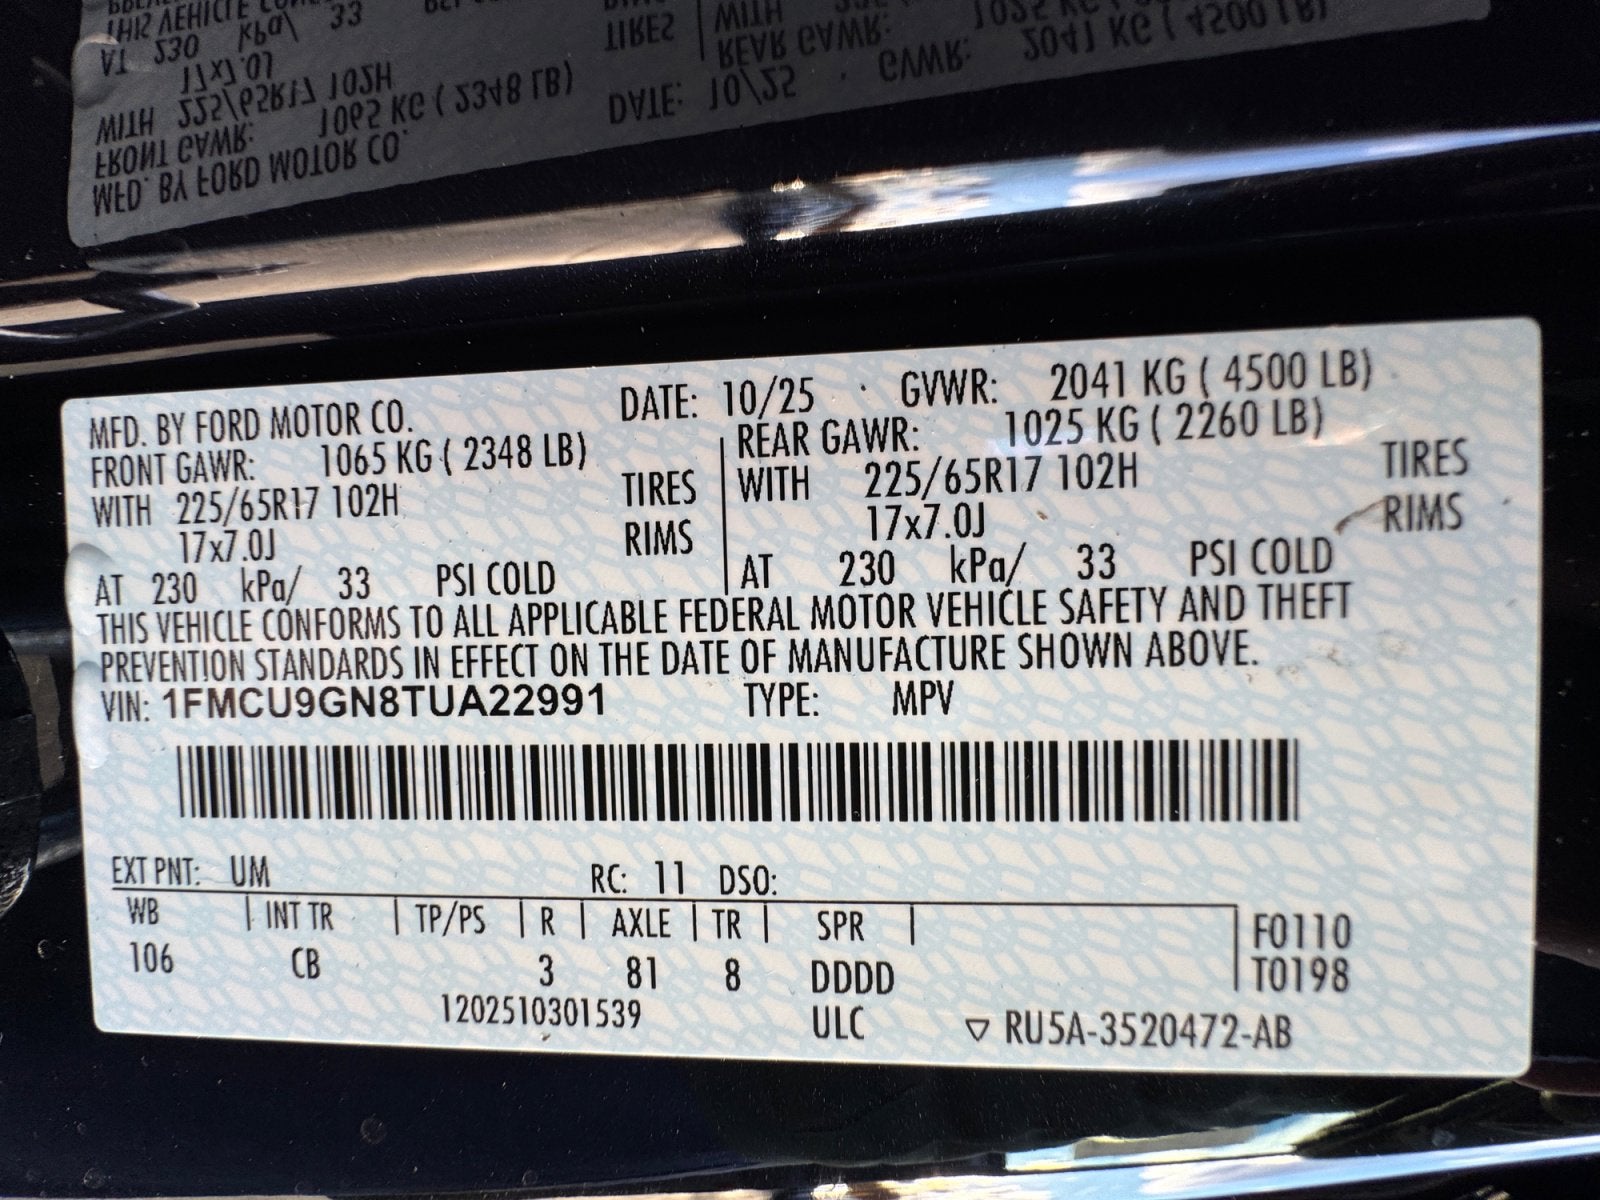 MFD. BY FORD MOTOR CO. DATE: 10/25 GVWR: 2041 KG ( 4500 LB)
FRONT GAWR: 1065 KG ( 2348 LB) REAR GAWR: 1025 KG ( 2260 LB)
WITH 225/65R17 102H TIRES WITH 225/65R17 102H TIRES
17x7.0J RIMS 17x7.0J RIMS
AT 230 kPa/ 33 PSI COLD AT 230 kPa/ 33 PSI COLD
THIS VEHICLE CONFORMS TO ALL APPLICABLE FEDERAL MOTOR VEHICLE SAFETY AND THEFT
PREVENTION STANDARDS IN EFFECT ON THE DATE OF MANUFACTURE SHOWN ABOVE.
VIN: 1FMCU9GN8TUA22991 TYPE: MPV
EXT PNT: UM RC: 11 DSO:
WB | INT TR | TP/PS | R | AXLE | TR | SPR | F0110
106 CB 3 81 8 DDDD T0198
1202510301539 ULC ▽ RU5A-3520472-AB